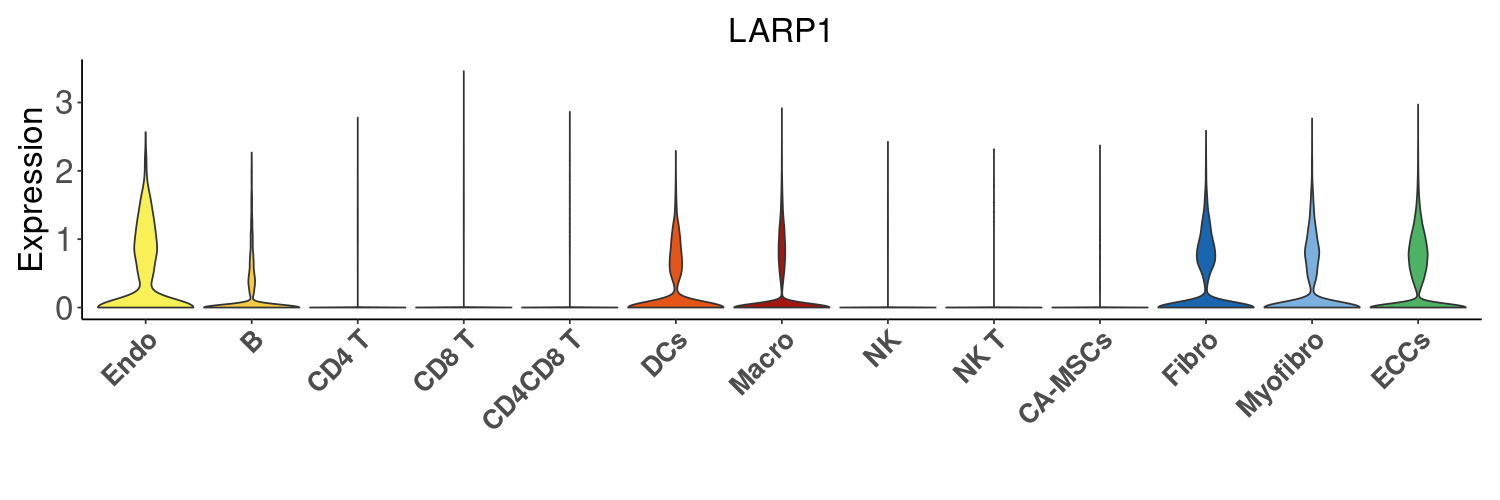 LARP1
Expression
3
2
1
0
Endo
B
CD4 T
CD8 T
CD4CD8 T
DCs
Macro
NK
NK T
CA-MSCs
Fibro
Myofibro
ECCs